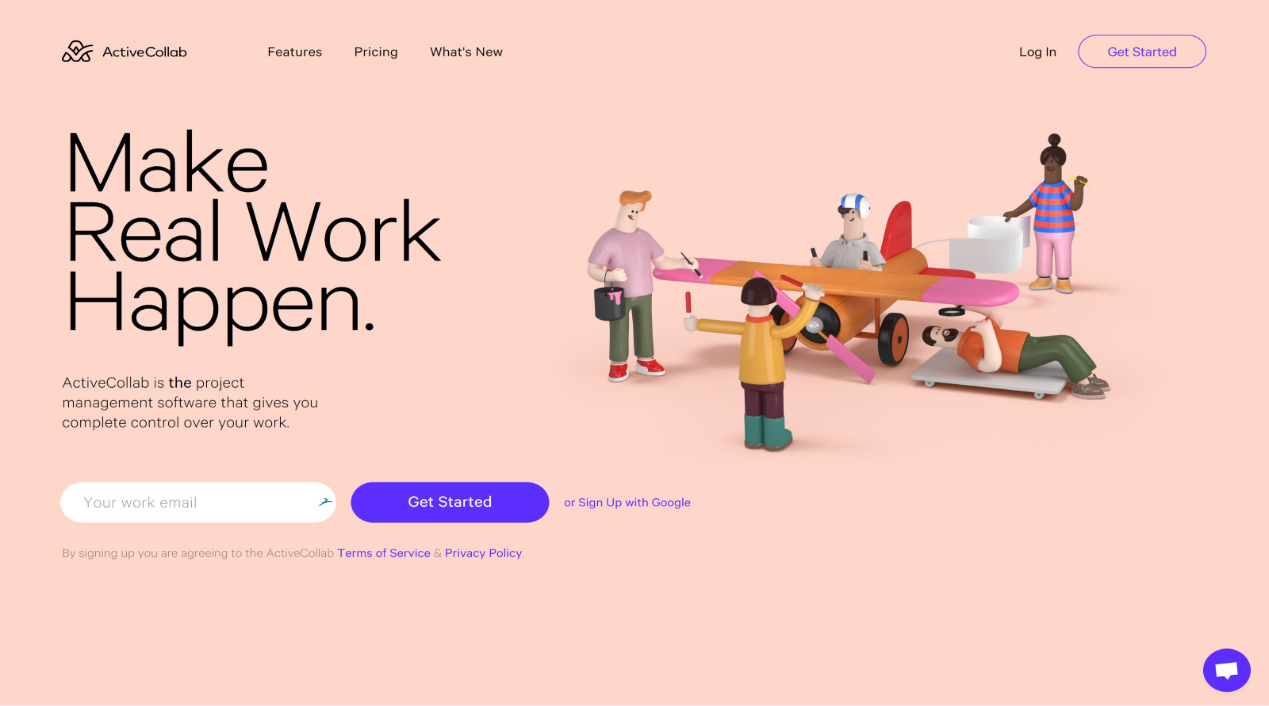 ActiveCollab
Features
Pricing
What's New
Log In
Get Started
Make
Real Work
Happen.
ActiveCollab is the project
management software that gives you
complete control over your work.
Your work email
Get Started
or Sign Up with Google
By signing up you are agreeing to the ActiveCollab Terms of Service & Privacy Policy.